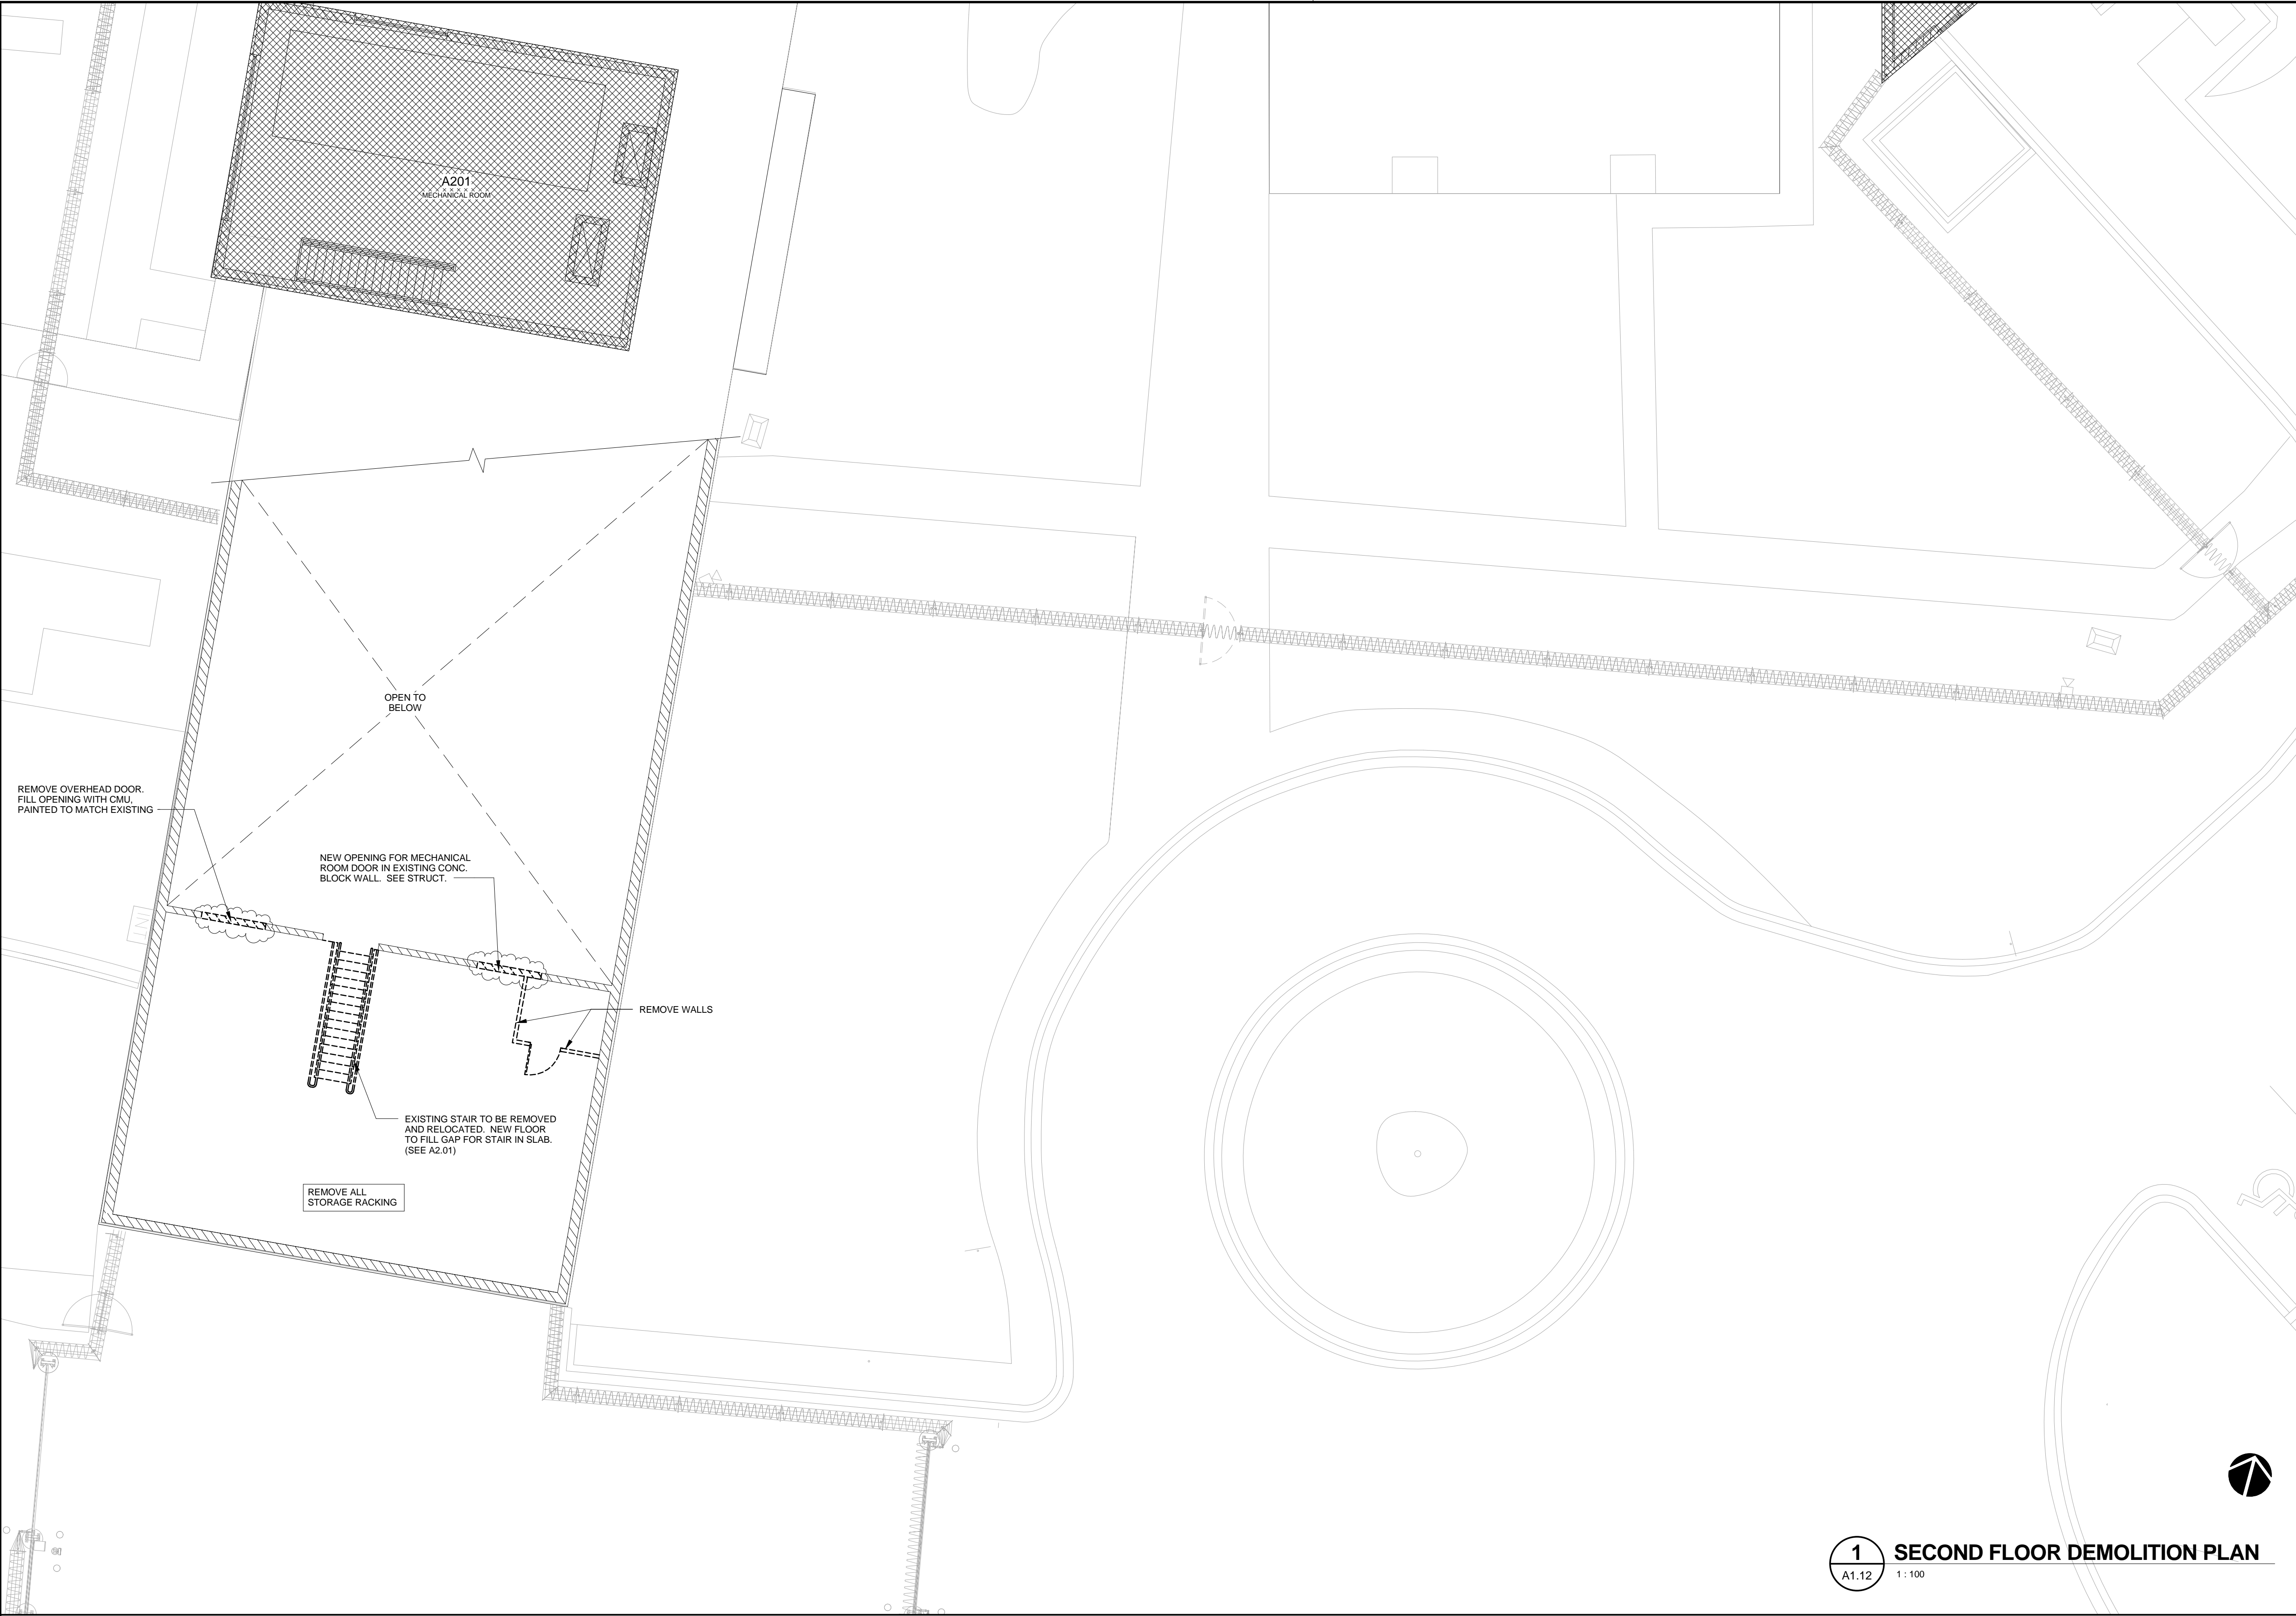 A201
MECHANICAL ROOM
OPEN TO
BELOW
REMOVE OVERHEAD DOOR.
FILL OPENING WITH CMU,
PAINTED TO MATCH EXISTING
NEW OPENING FOR MECHANICAL
ROOM DOOR IN EXISTING CONC.
BLOCK WALL.  SEE STRUCT.
REMOVE WALLS
EXISTING STAIR TO BE REMOVED
AND RELOCATED.  NEW FLOOR
TO FILL GAP FOR STAIR IN SLAB.
(SEE A2.01)
REMOVE ALL
STORAGE RACKING
1
A1.12
SECOND FLOOR DEMOLITION PLAN
1 : 100